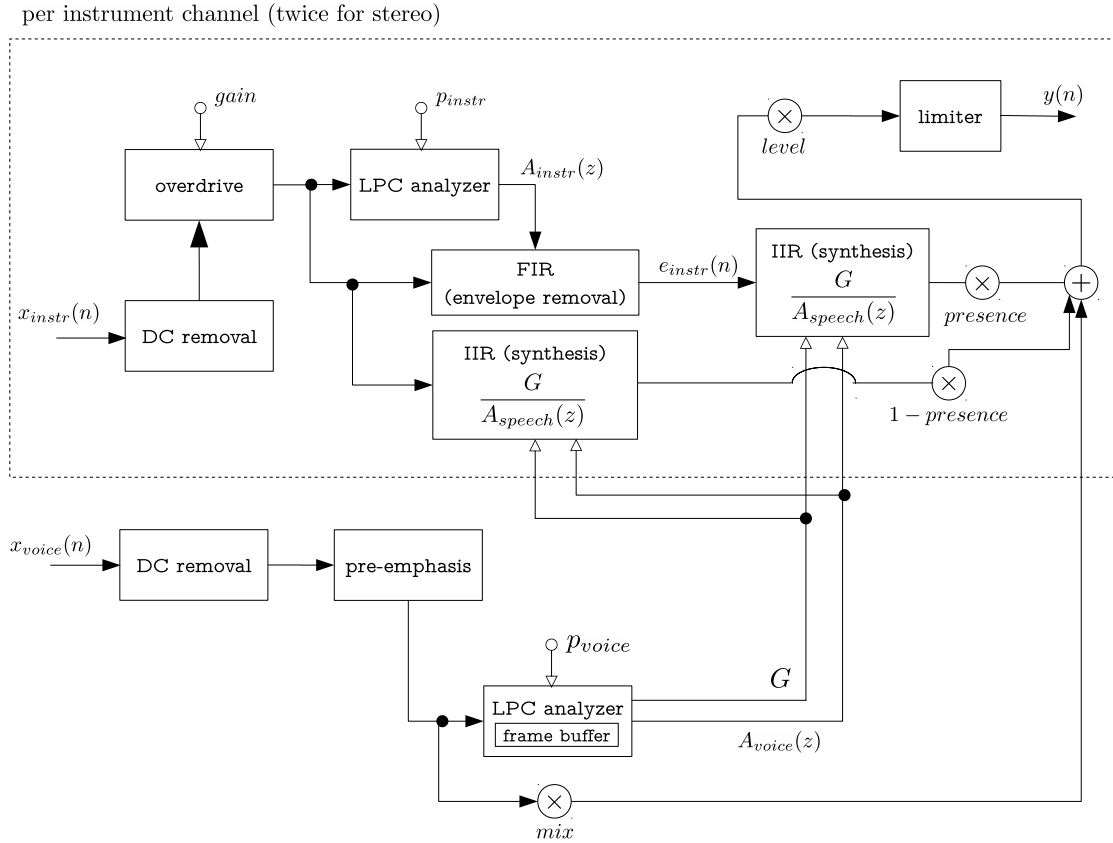 per instrument channel (twice for stereo)
gain
p_instr
y(n)
limiter
level
A_instr(z)
overdrive
LPC analyzer
FIR
(envelope removal)
e_instr(n)
IIR (synthesis)
G
A_speech(z)
presence
x_instr(n)
DC removal
IIR (synthesis)
G
A_speech(z)
1 − presence
x_voice(n)
DC removal
pre-emphasis
p_voice
G
LPC analyzer
frame buffer
A_voice(z)
mix